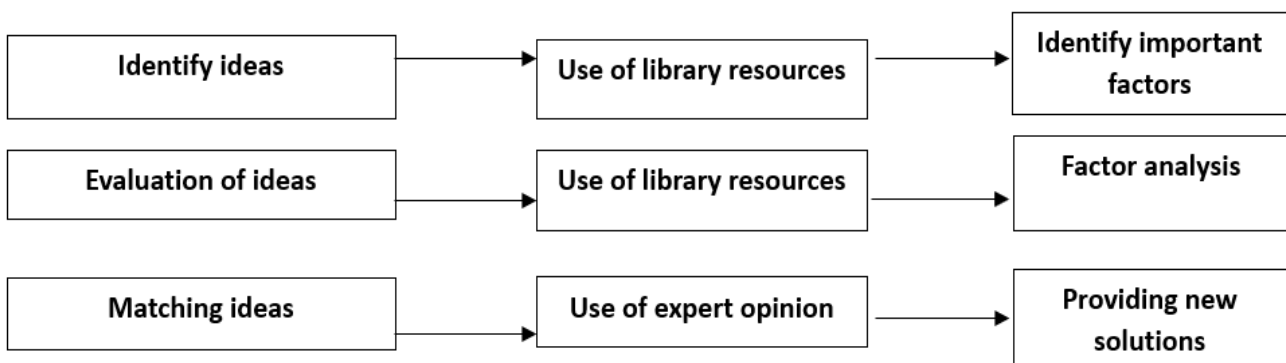 Identify ideas
Use of library resources
Identify important
factors
Evaluation of ideas
Use of library resources
Factor analysis
Matching ideas
Use of expert opinion
Providing new
solutions